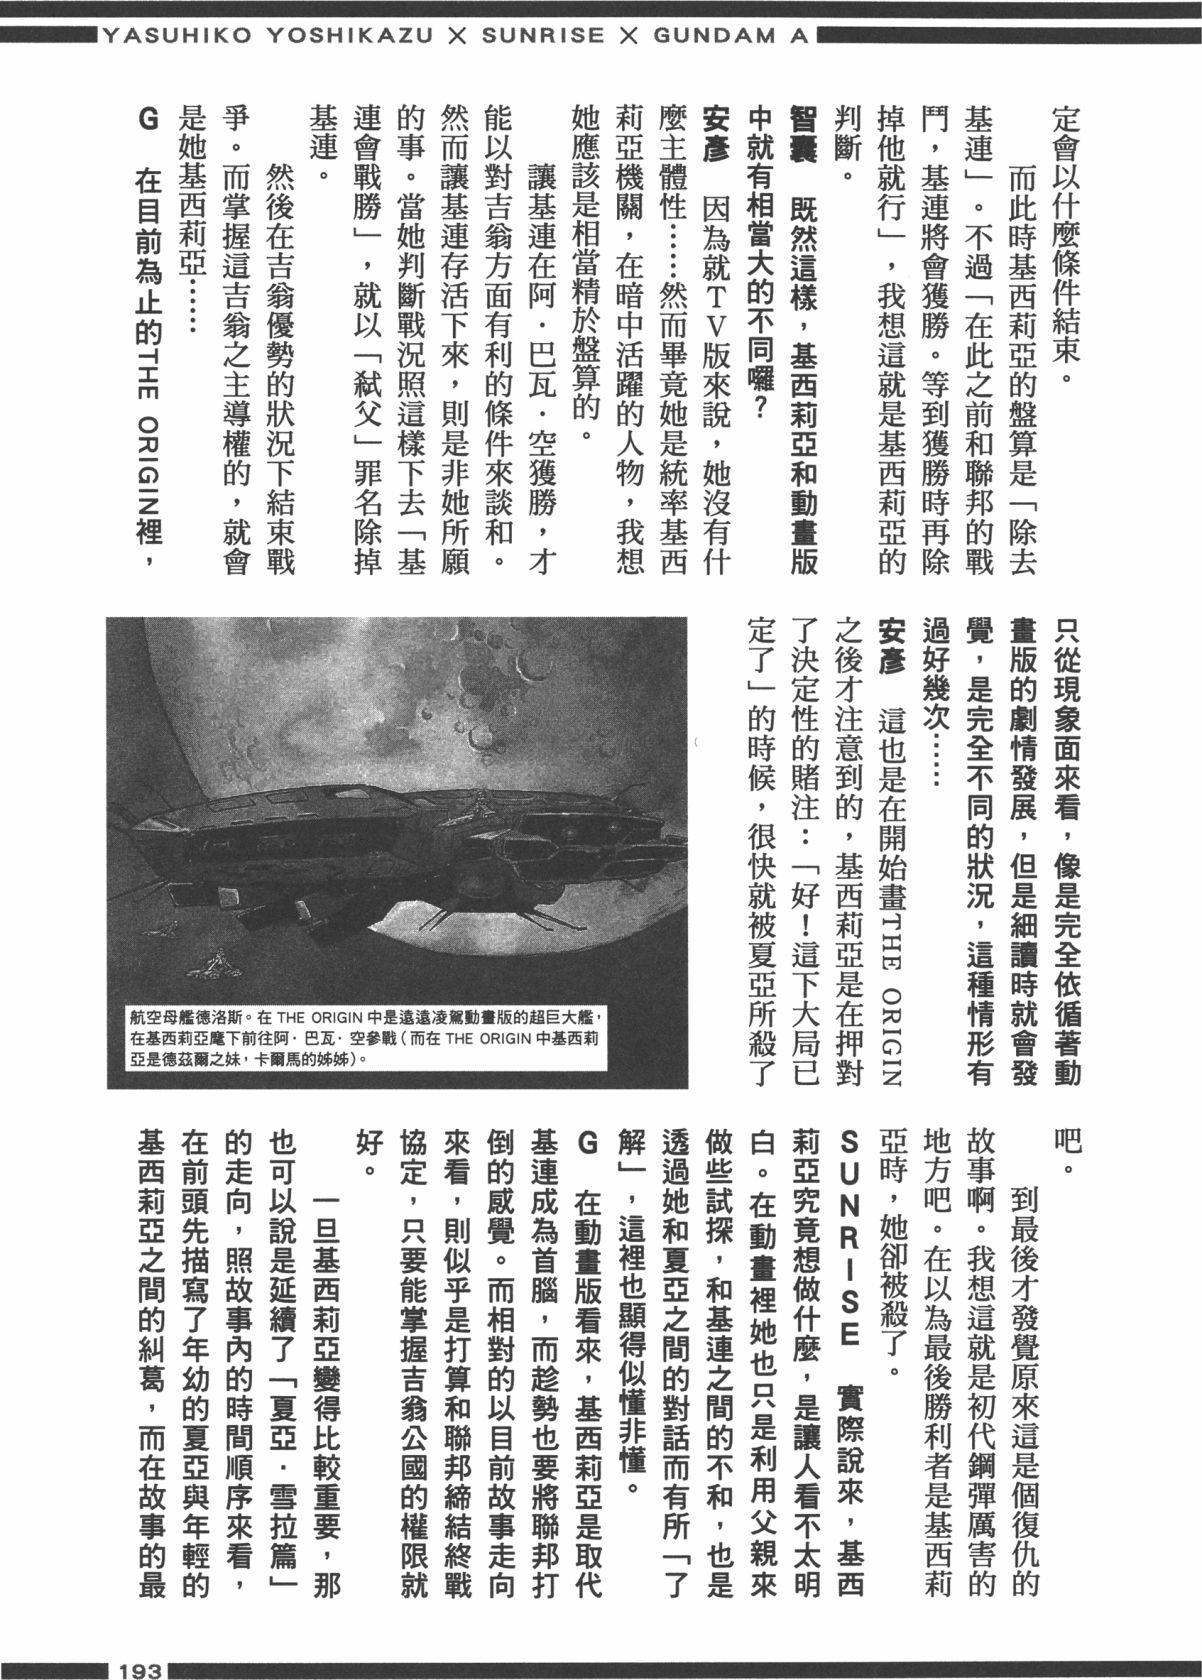 YASUHIKO YOSHIKAZU × SUNRISE × GUNDAM A
定會以什麼條件結束。
而此時基西莉亞的盤算是「除去
基連」。不過「在此之前和聯邦的戰
鬥，基連將會獲勝。等到獲勝時再除
掉他就行」，我想這就是基西莉亞的
判斷。
智囊　既然這樣，基西莉亞和動畫版
中就有相當大的不同囉？
安彥　因為就TV版來說，她沒有什
麼主體性……然而畢竟她是統率基西
莉亞機關，在暗中活躍的人物，我想
她應該是相當精於盤算的。
讓基連在阿．巴瓦．空獲勝，才
能以對吉翁方面有利的條件來談和。
然而讓基連存活下來，則是非她所願
的事。當她判斷戰況照這樣下去「基
連會戰勝」，就以「弒父」罪名除掉
基連。
然後在吉翁優勢的狀況下結束戰
爭。而掌握這吉翁之主導權的，就會
是她基西莉亞……
G　在目前為止的THE ORIGIN裡，
只從現象面來看，像是完全依循著動
畫版的劇情發展，但是細讀時就會發
覺，是完全不同的狀況，這種情形有
過好幾次……
安彥　這也是在開始畫THE ORIGIN
之後才注意到的，基西莉亞是在押對
了決定性的賭注：「好！這下大局已
定了」的時候，很快就被夏亞所殺了
航空母艦德洛斯。在 THE ORIGIN 中是遠遠凌駕動畫版的超巨大艦，
在基西莉亞麾下前往阿．巴瓦．空參戰（而在 THE ORIGIN 中基西莉
亞是德茲爾之妹，卡爾馬的姊姊）。
吧。
到最後才發覺原來這是個復仇的
故事啊。我想這就是初代鋼彈厲害的
地方吧。在以為最後勝利者是基西莉
亞時，她卻被殺了。
SUNRISE　實際說來，基西
莉亞究竟想做什麼，是讓人看不太明
白。在動畫裡她也只是利用父親來
做些試探，和基連之間的不和，也是
透過她和夏亞之間的對話而有所「了
解」，這裡也顯得似懂非懂。
G　在動畫版看來，基西莉亞是取代
基連成為首腦，而趁勢也要將聯邦打
倒的感覺。而相對的以目前故事走向
來看，則似乎是打算和聯邦締結終戰
協定，只要能掌握吉翁公國的權限就
好。
一旦基西莉亞變得比較重要，那
也可以說是延續了「夏亞．雪拉篇」
的走向，照故事內的時間順序來看，
在前頭先描寫了年幼的夏亞與年輕的
基西莉亞之間的糾葛，而在故事的最
193